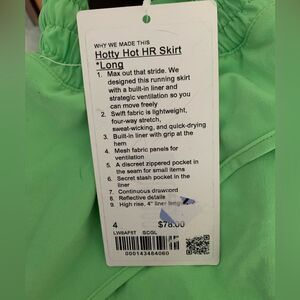 WHY WE MADE THIS
Hotty Hot HR Skirt
*Long
1. Max out that stride. We
designed this running skirt
with a built-in liner and
strategic ventilation so you
can move freely
2. Swift fabric is lightweight,
four-way stretch,
sweat-wicking, and quick-drying
3. Built-in liner with grip at the
hem
4. Mesh fabric panels for
ventilation
5. A discreet zippered pocket in
the seam for small items
6. Secret stash pocket in the
liner
7. Continuous drawcord
8. Reflective details
9. High rise, 4" liner length
4 $78.00
LW8AF5T SCGL
000143464060